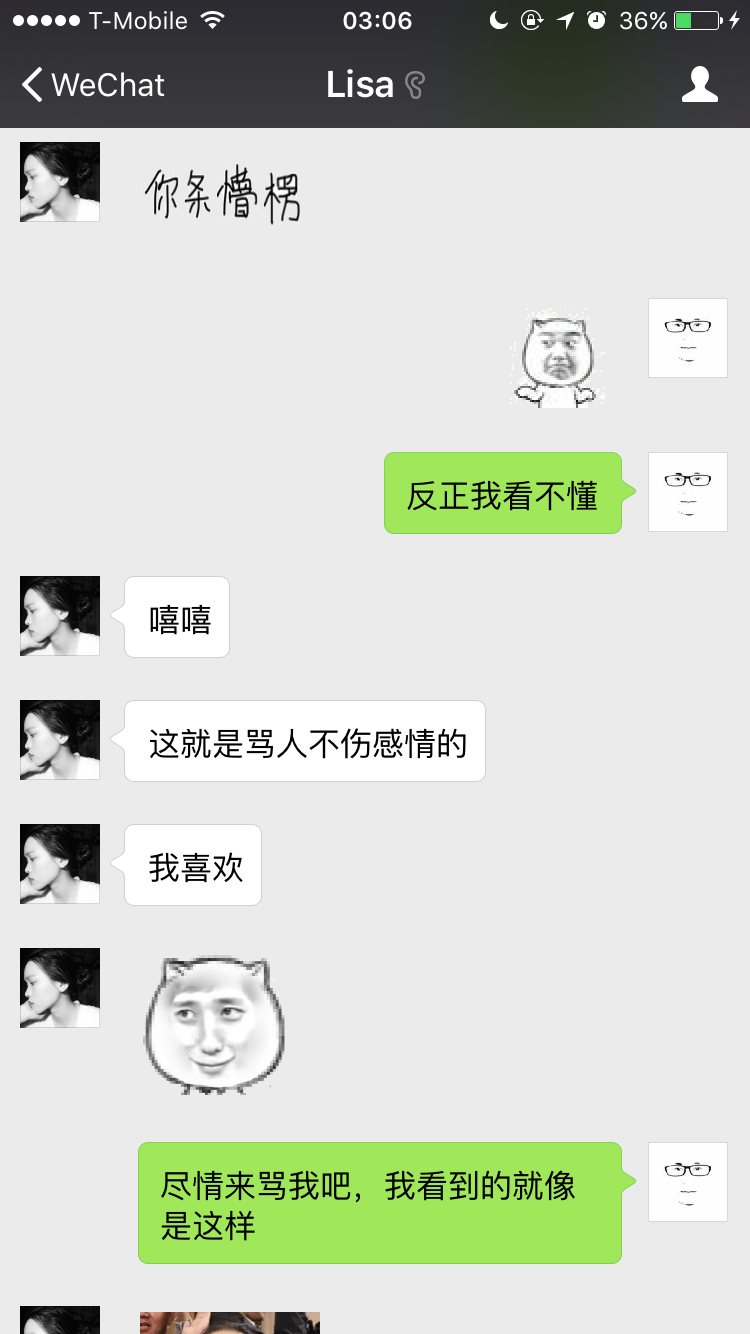 T-Mobile
03:06
36%
WeChat
Lisa
你条懵楞
反正我看不懂
嘻嘻
这就是骂人不伤感情的
我喜欢
尽情来骂我吧，我看到的就像
是这样